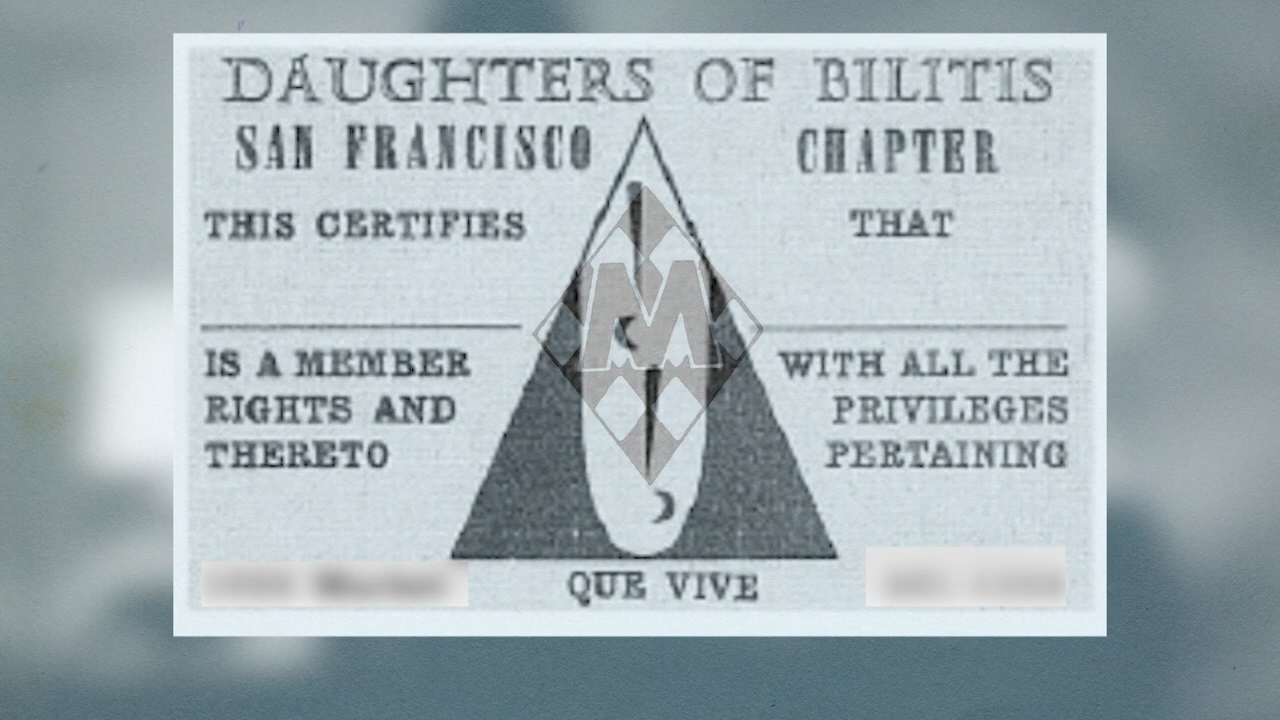 DAUGHTERS OF BILITIS
SAN FRANCISCO CHAPTER
THIS CERTIFIES THAT
IS A MEMBER WITH ALL THE
RIGHTS AND PRIVILEGES
THERETO PERTAINING
QUE VIVE
M